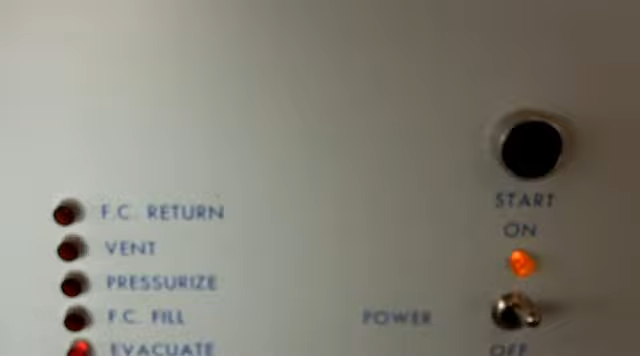 START
F.C. RETURN
ON
VENT
PRESSURIZE
F.C. FILL
POWER
EVACUATE
OFF